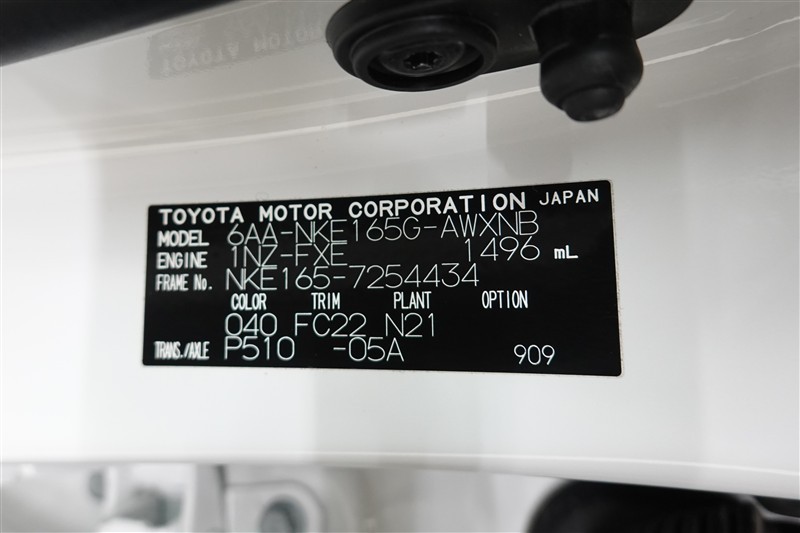 TOYOTA MOTOR CORPORATION JAPAN
MODEL 6AA-NKE165G-AWXNB
ENGINE 1NZ-FXE 1496 mL
FRAME No. NKE165-7254434
COLOR TRIM PLANT OPTION
040 FC22 N21
TRANS./AXLE P510 -05A 909